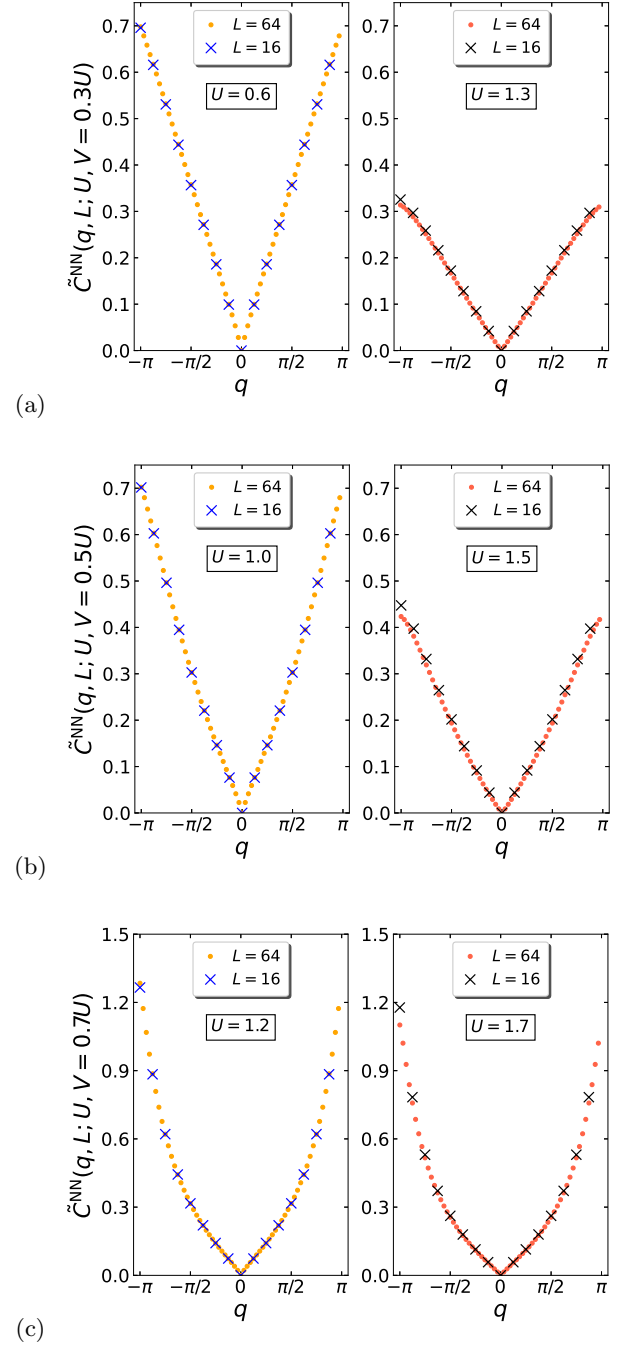 C̃^NN(q, L; U, V = 0.3U)
0.7
0.6
0.5
0.4
0.3
0.2
0.1
0.0
L = 64
L = 16
U = 0.6
−π
−π/2
0
π/2
π
q
0.7
0.6
0.5
0.4
0.3
0.2
0.1
0.0
L = 64
L = 16
U = 1.3
−π
−π/2
0
π/2
π
q
(a)
C̃^NN(q, L; U, V = 0.5U)
0.7
0.6
0.5
0.4
0.3
0.2
0.1
0.0
L = 64
L = 16
U = 1.0
−π
−π/2
0
π/2
π
q
0.7
0.6
0.5
0.4
0.3
0.2
0.1
0.0
L = 64
L = 16
U = 1.5
−π
−π/2
0
π/2
π
q
(b)
C̃^NN(q, L; U, V = 0.7U)
1.5
1.2
0.9
0.6
0.3
0.0
L = 64
L = 16
U = 1.2
−π
−π/2
0
π/2
π
q
1.5
1.2
0.9
0.6
0.3
0.0
L = 64
L = 16
U = 1.7
−π
−π/2
0
π/2
π
q
(c)